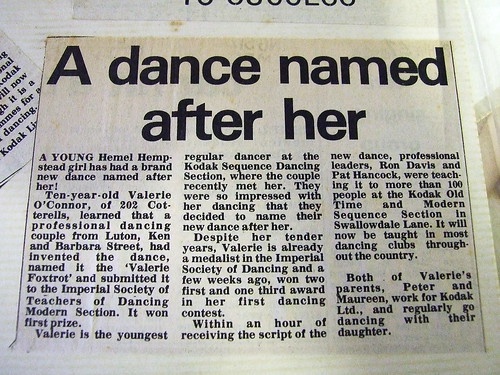 A dance named
after her
A YOUNG Hemel Hemp-
stead girl has had a brand
new dance named after
her!
Ten-year-old Valerie
O'Connor, of 202 Cot-
terells, learned that a
professional dancing
couple from Luton, Ken
and Barbara Street, had
invented the dance,
named it the 'Valerie
Foxtrot' and submitted it
to the Imperial Society of
Teachers of Dancing
Modern Section. It won
first prize.
Valerie is the youngest
regular dancer at the
Kodak Sequence Dancing
Section, where the couple
recently met her. They
were so impressed with
her dancing that they
decided to name their
new dance after her.
Despite her tender
years, Valerie is already
a medalist in the Imperial
Society of Dancing and a
few weeks ago, won two
first and one third award
in her first dancing
contest.
Within an hour of
receiving the script of the
new dance, professional
leaders, Ron Davis and
Pat Hancock, were teach-
ing it to more than 100
people at the Kodak Old
Time and Modern
Sequence Section in
Swallowdale Lane. It will
now be taught in most
dancing clubs through-
out the country.
Both of Valerie's
parents, Peter and
Maureen, work for Kodak
Ltd., and regularly go
dancing with their
daughter.
Kodak
it is a
dancing,
Kodak